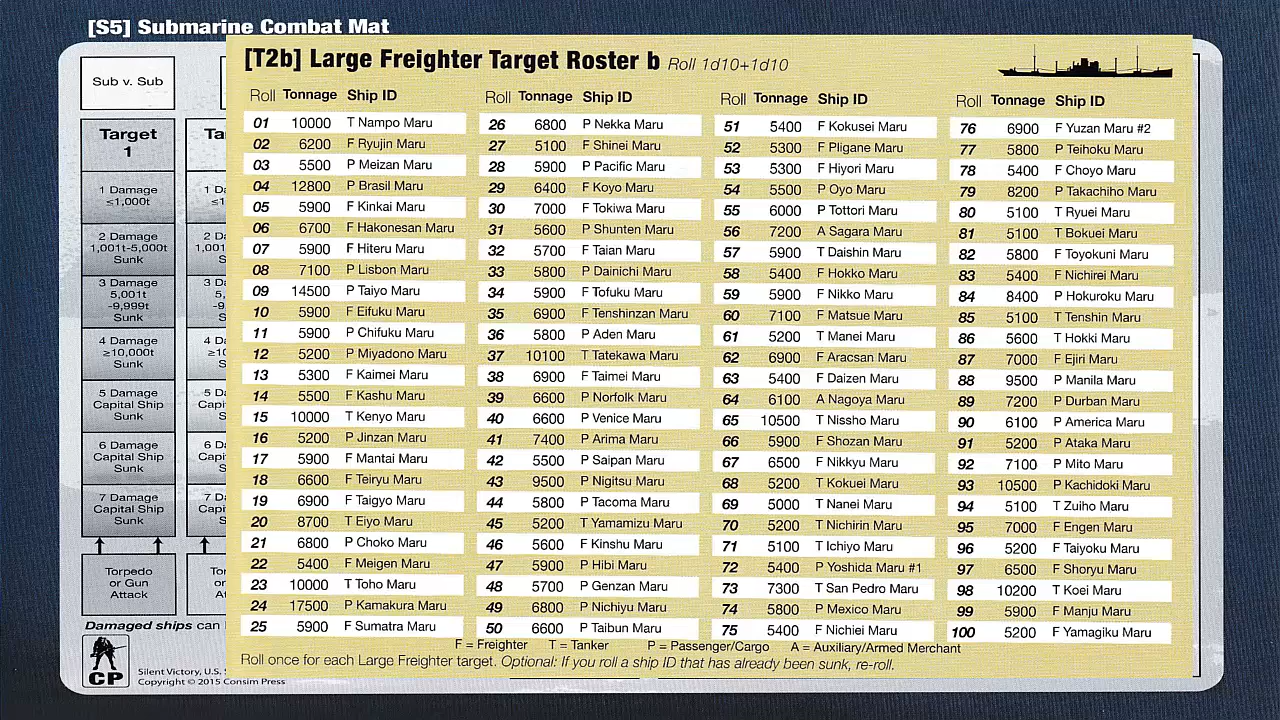 [S5] Submarine Combat Mat
Sub v. Sub
Target
1
1 Damage
≤1,000t
2 Damage
1,001t-5,000t
Sunk
3 Damage
5,001t
-9,999t
Sunk
4 Damage
≥10,000t
Sunk
5 Damage
Capital Ship
Sunk
6 Damage
Capital Ship
Sunk
7 Damage
Capital Ship
Sunk
Torpedo
or Gun
Attack
Damaged ships can
CP
Silent Victory, U.S.
Copyright © 2015 Consim Press
[T2b] Large Freighter Target Roster b Roll 1d10+1d10
Roll Tonnage Ship ID
01 10000 T Nampo Maru
02 6200 F Ryujin Maru
03 5500 P Meizan Maru
04 12800 P Brasil Maru
05 5900 F Kinkai Maru
06 6700 F Hakonesan Maru
07 5900 F Hiteru Maru
08 7100 P Lisbon Maru
09 14500 P Taiyo Maru
10 5900 F Eifuku Maru
11 5900 P Chifuku Maru
12 5200 P Miyadono Maru
13 5300 F Kaimei Maru
14 5500 F Kashu Maru
15 10000 T Kenyo Maru
16 5200 P Jinzan Maru
17 5900 F Mantai Maru
18 6600 F Teiryu Maru
19 6900 F Taigyo Maru
20 8700 T Eiyo Maru
21 6800 P Choko Maru
22 5400 F Meigen Maru
23 10000 T Toho Maru
24 17500 P Kamakura Maru
25 5900 F Sumatra Maru
Roll Tonnage Ship ID
26 6800 P Nekka Maru
27 5100 F Shinei Maru
28 5900 P Pacific Maru
29 6400 F Koyo Maru
30 7000 F Tokiwa Maru
31 5600 P Shunten Maru
32 5700 F Taian Maru
33 5800 P Dainichi Maru
34 5900 F Tofuku Maru
35 6900 F Tenshinzan Maru
36 5800 P Aden Maru
37 10100 T Tatekawa Maru
38 6900 F Taimei Maru
39 6600 P Norfolk Maru
40 6600 P Venice Maru
41 7400 P Arima Maru
42 5500 P Saipan Maru
43 9500 P Nigitsu Maru
44 5800 P Tacoma Maru
45 5200 T Yamamizu Maru
46 5600 F Kinshu Maru
47 5900 P Hibi Maru
48 5700 P Genzan Maru
49 6800 P Nichiyu Maru
50 6600 P Taibun Maru
Roll Tonnage Ship ID
51 5400 F Kokusei Maru
52 5300 F Pligane Maru
53 5300 F Hiyori Maru
54 5500 P Oyo Maru
55 6000 P Tottori Maru
56 7200 A Sagara Maru
57 5900 T Daishin Maru
58 5400 F Hokko Maru
59 5900 F Nikko Maru
60 7100 F Matsue Maru
61 5200 T Manei Maru
62 6900 F Aracsan Maru
63 5400 F Daizen Maru
64 6100 A Nagoya Maru
65 10500 T Nissho Maru
66 5900 F Shozan Maru
67 6500 F Nikkyu Maru
68 5200 T Kokuei Maru
69 5000 T Nanei Maru
70 5200 T Nichirin Maru
71 5100 T Ichiyo Maru
72 5400 P Yoshida Maru #1
73 7300 T San Pedro Maru
74 5800 P Mexico Maru
75 5400 F Nichiei Maru
Roll Tonnage Ship ID
76 6900 F Yuzan Maru #2
77 5800 P Teihoku Maru
78 5400 F Choyo Maru
79 8200 P Takachiho Maru
80 5100 T Ryuei Maru
81 5100 T Bokuei Maru
82 5800 F Toyokuni Maru
83 5400 F Nichirei Maru
84 8400 P Hokuroku Maru
85 5100 T Tenshin Maru
86 5600 T Hokki Maru
87 7000 F Ejiri Maru
88 9500 P Manila Maru
89 7200 P Durban Maru
90 6100 P America Maru
91 5200 P Ataka Maru
92 7100 P Mito Maru
93 10500 P Kachidoki Maru
94 5100 T Zuiho Maru
95 7000 F Engen Maru
96 5200 F Taiyoku Maru
97 6500 F Shoryu Maru
98 10200 T Koei Maru
99 5900 F Manju Maru
100 5200 F Yamagiku Maru
F = Freighter T = Tanker P = Passenger/Cargo A = Auxiliary/Armed Merchant
Roll once for each Large Freighter target. Optional: If you roll a ship ID that has already been sunk, re-roll.